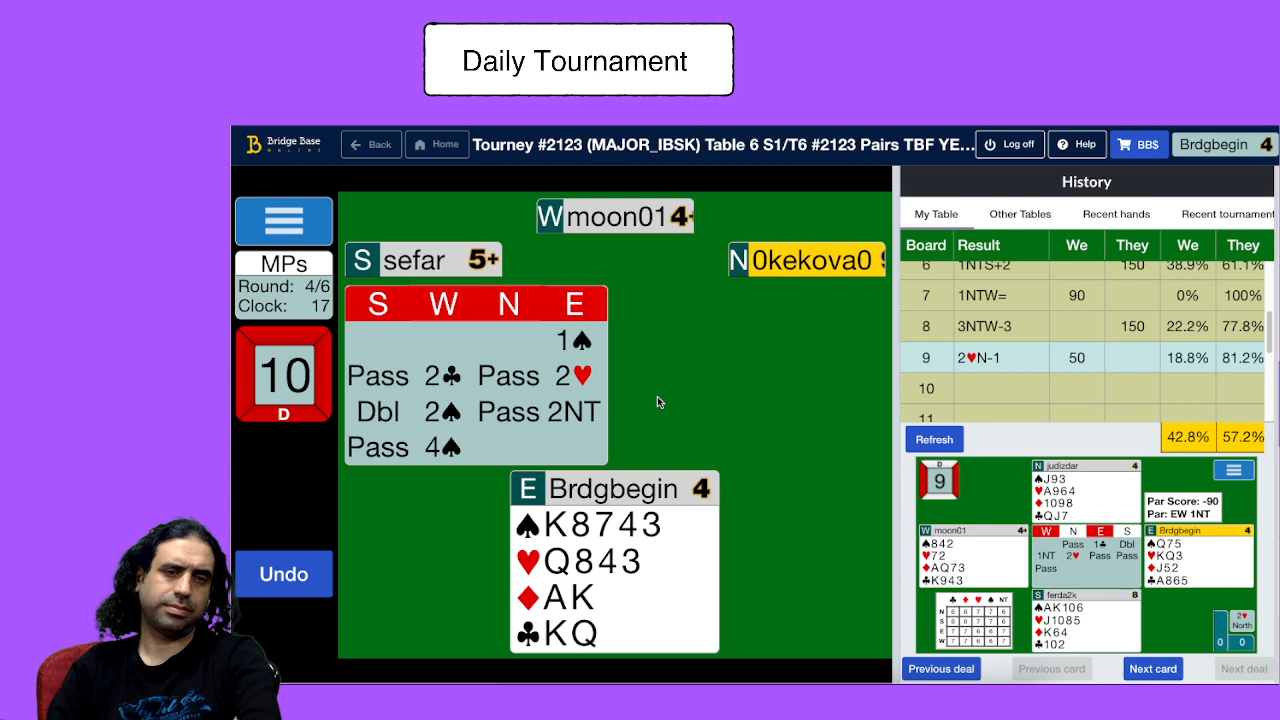 Daily Tournament
Bridge Base
ONLINE
Back
Home
Tourney #2123 (MAJOR_IBSK) Table 6 S1/T6 #2123 Pairs TBF YE...
Log off
Help
BB$
Brdgbegin 4
MPs
Round: 4/6
Clock: 17
10
D
Undo
W moon01 4+
S sefar 5+
N 0kekova0
S W N E
1♠
Pass 2♣ Pass 2♥
Dbl 2♠ Pass 2NT
Pass 4♠
E Brdgbegin 4
♠K8743
♥Q843
♦AK
♣KQ
History
My Table Other Tables Recent hands Recent tournament
Board Result We They We They
6 1NTS+2 150 38.9% 61.1%
7 1NTW= 90 0% 100%
8 3NTW-3 150 22.2% 77.8%
9 2♥N-1 50 18.8% 81.2%
10
11
Refresh
42.8% 57.2%
D
9
N judizdar 4
♠J93
♥A964
♦1098
♣QJ7
Par Score: -90
Par: EW 1NT
W moon01 4+
♠842
♥72
♦AQ73
♣K943
W N E S
Pass 1♣ Dbl
1NT 2♥ Pass Pass
Pass
E Brdgbegin 4
♠Q75
♥KQ3
♦J52
♣A865
S ferda2k 8
♠AK106
♥J1085
♦K64
♣102
♣ ♦ ♥ ♠ NT
2♥
North
0 0
Previous deal
Previous card
Next card
Next deal